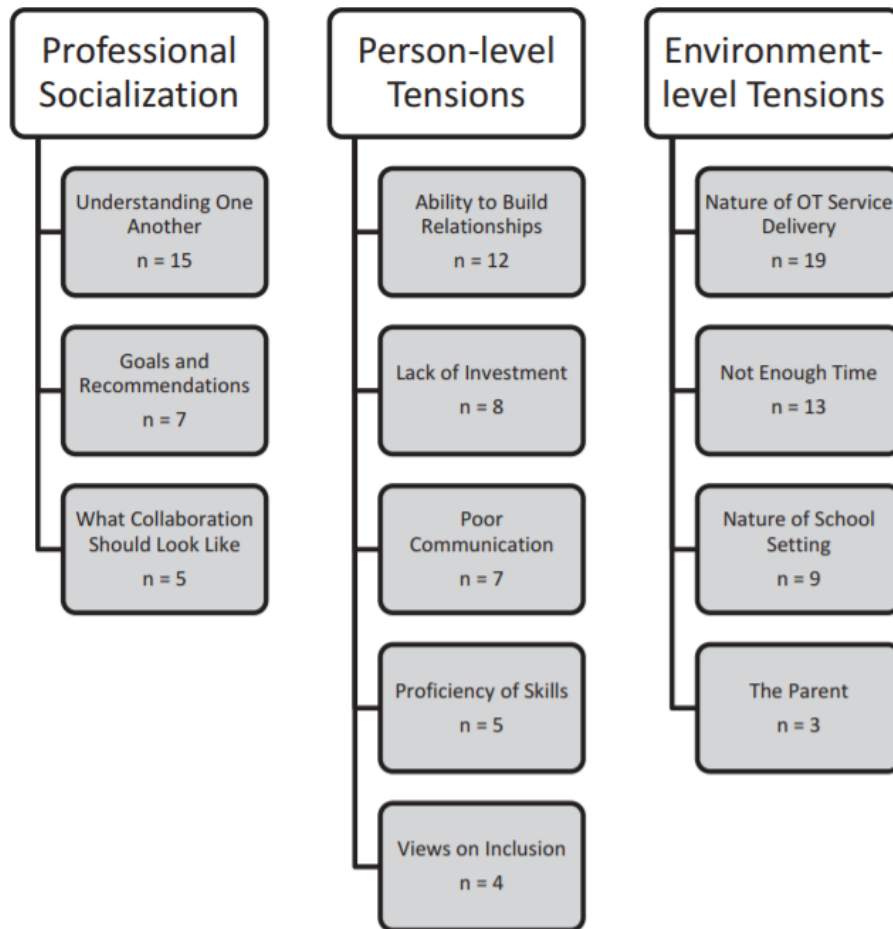 Professional
Socialization
Understanding One
Another
n = 15
Goals and
Recommendations
n = 7
What Collaboration
Should Look Like
n = 5
Person-level
Tensions
Ability to Build
Relationships
n = 12
Lack of Investment
n = 8
Poor
Communication
n = 7
Proficiency of Skills
n = 5
Views on Inclusion
n = 4
Environment-
level Tensions
Nature of OT Service
Delivery
n = 19
Not Enough Time
n = 13
Nature of School
Setting
n = 9
The Parent
n = 3